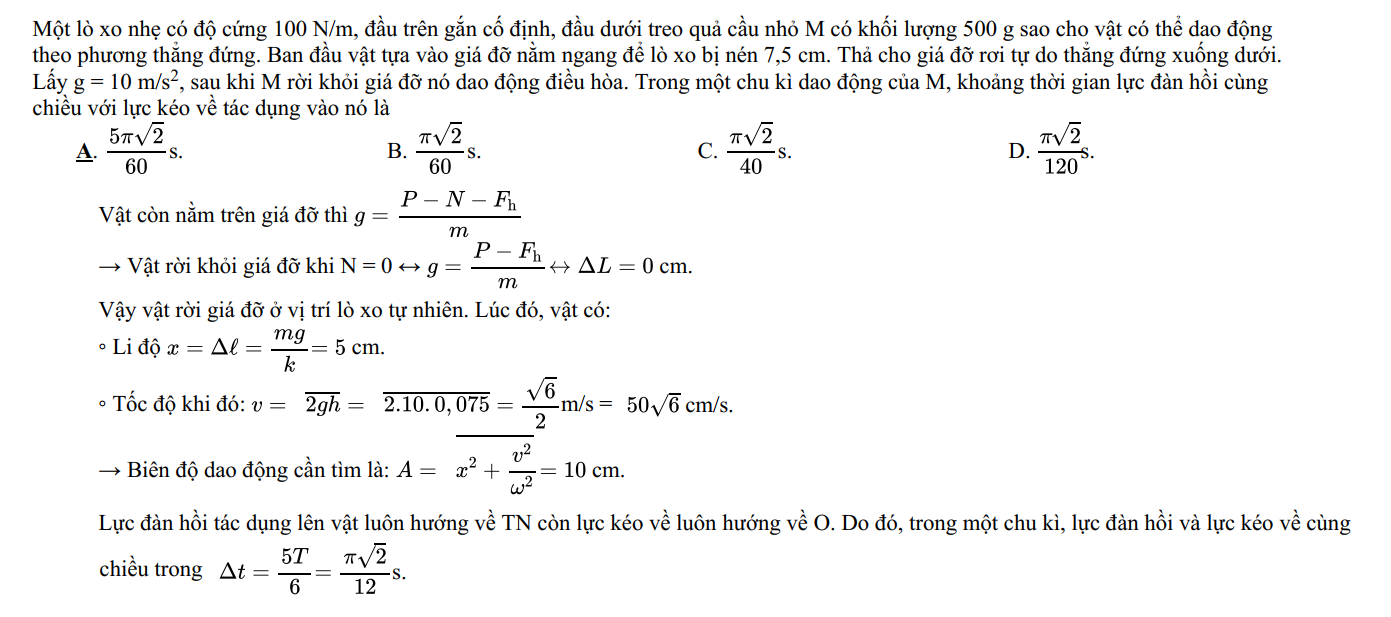 Một lò xo nhẹ có độ cứng 100 N/m, đầu trên gắn cố định, đầu dưới treo quả cầu nhỏ M có khối lượng 500 g sao cho vật có thể dao động
theo phương thẳng đứng. Ban đầu vật tựa vào giá đỡ nằm ngang để lò xo bị nén 7,5 cm. Thả cho giá đỡ rơi tự do thẳng đứng xuống dưới.
Lấy g = 10 m/s², sau khi M rời khỏi giá đỡ nó dao động điều hòa. Trong một chu kì dao động của M, khoảng thời gian lực đàn hồi cùng
chiều với lực kéo về tác dụng vào nó là
A. $\frac{5\pi\sqrt{2}}{60}$ s. B. $\frac{\pi\sqrt{2}}{60}$ s. C. $\frac{\pi\sqrt{2}}{40}$ s. D. $\frac{\pi\sqrt{2}}{120}$ s.
Vật còn nằm trên giá đỡ thì $g = \frac{P - N - F_h}{m}$
→ Vật rời khỏi giá đỡ khi N = 0 ↔ $g = \frac{P - F_h}{m}$ ↔ ΔL = 0 cm.
Vậy vật rời giá đỡ ở vị trí lò xo tự nhiên. Lúc đó, vật có:
∘ Li độ $x = \Delta\ell = \frac{mg}{k} = 5$ cm.
∘ Tốc độ khi đó: $v = \overline{2gh} = \overline{2.10.0,075} = \frac{\sqrt{6}}{2}$ m/s = $50\sqrt{6}$ cm/s.
→ Biên độ dao động cần tìm là: $A = \overline{x^2 + \frac{v^2}{\omega^2}} = 10$ cm.
Lực đàn hồi tác dụng lên vật luôn hướng về TN còn lực kéo về luôn hướng về O. Do đó, trong một chu kì, lực đàn hồi và lực kéo về cùng
chiều trong $\Delta t = \frac{5T}{6} = \frac{\pi\sqrt{2}}{12}$ s.